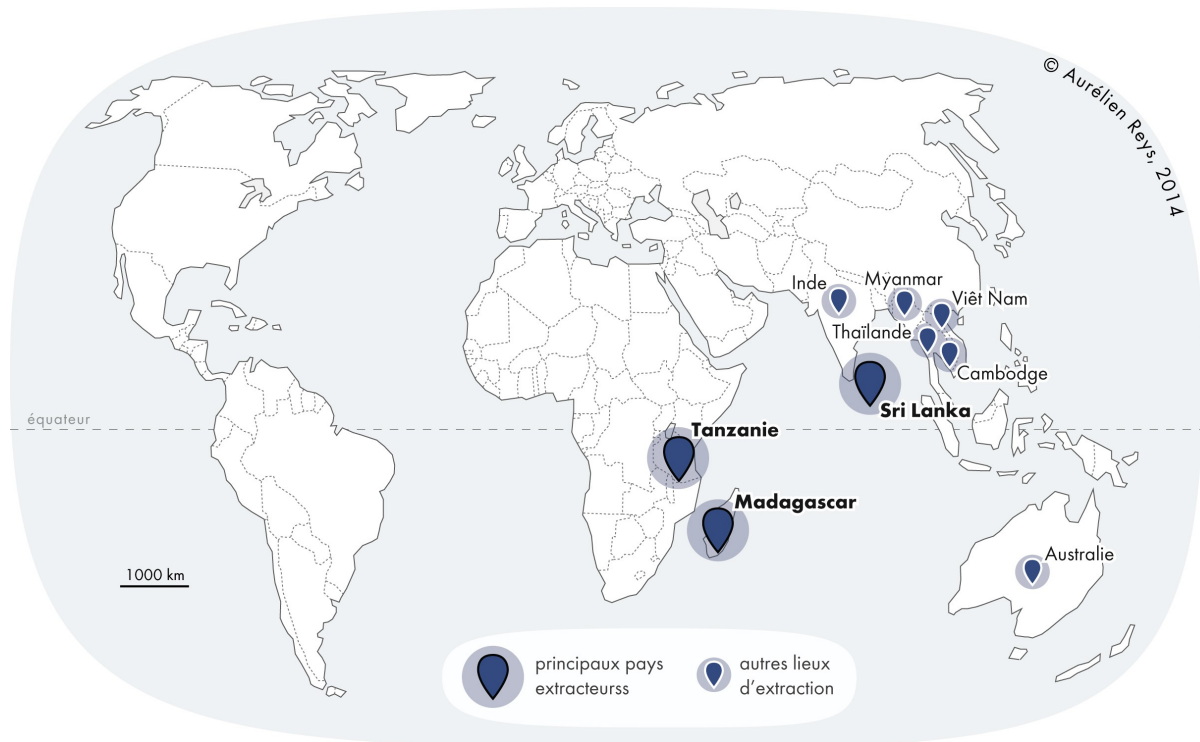 © Aurélien Reys, 2014
Inde
Myanmar
Viêt Nam
Thaïlande
Cambodge
Sri Lanka
équateur
Tanzanie
Madagascar
Australie
1000 km
principaux pays
extracteurss
autres lieux
d'extraction